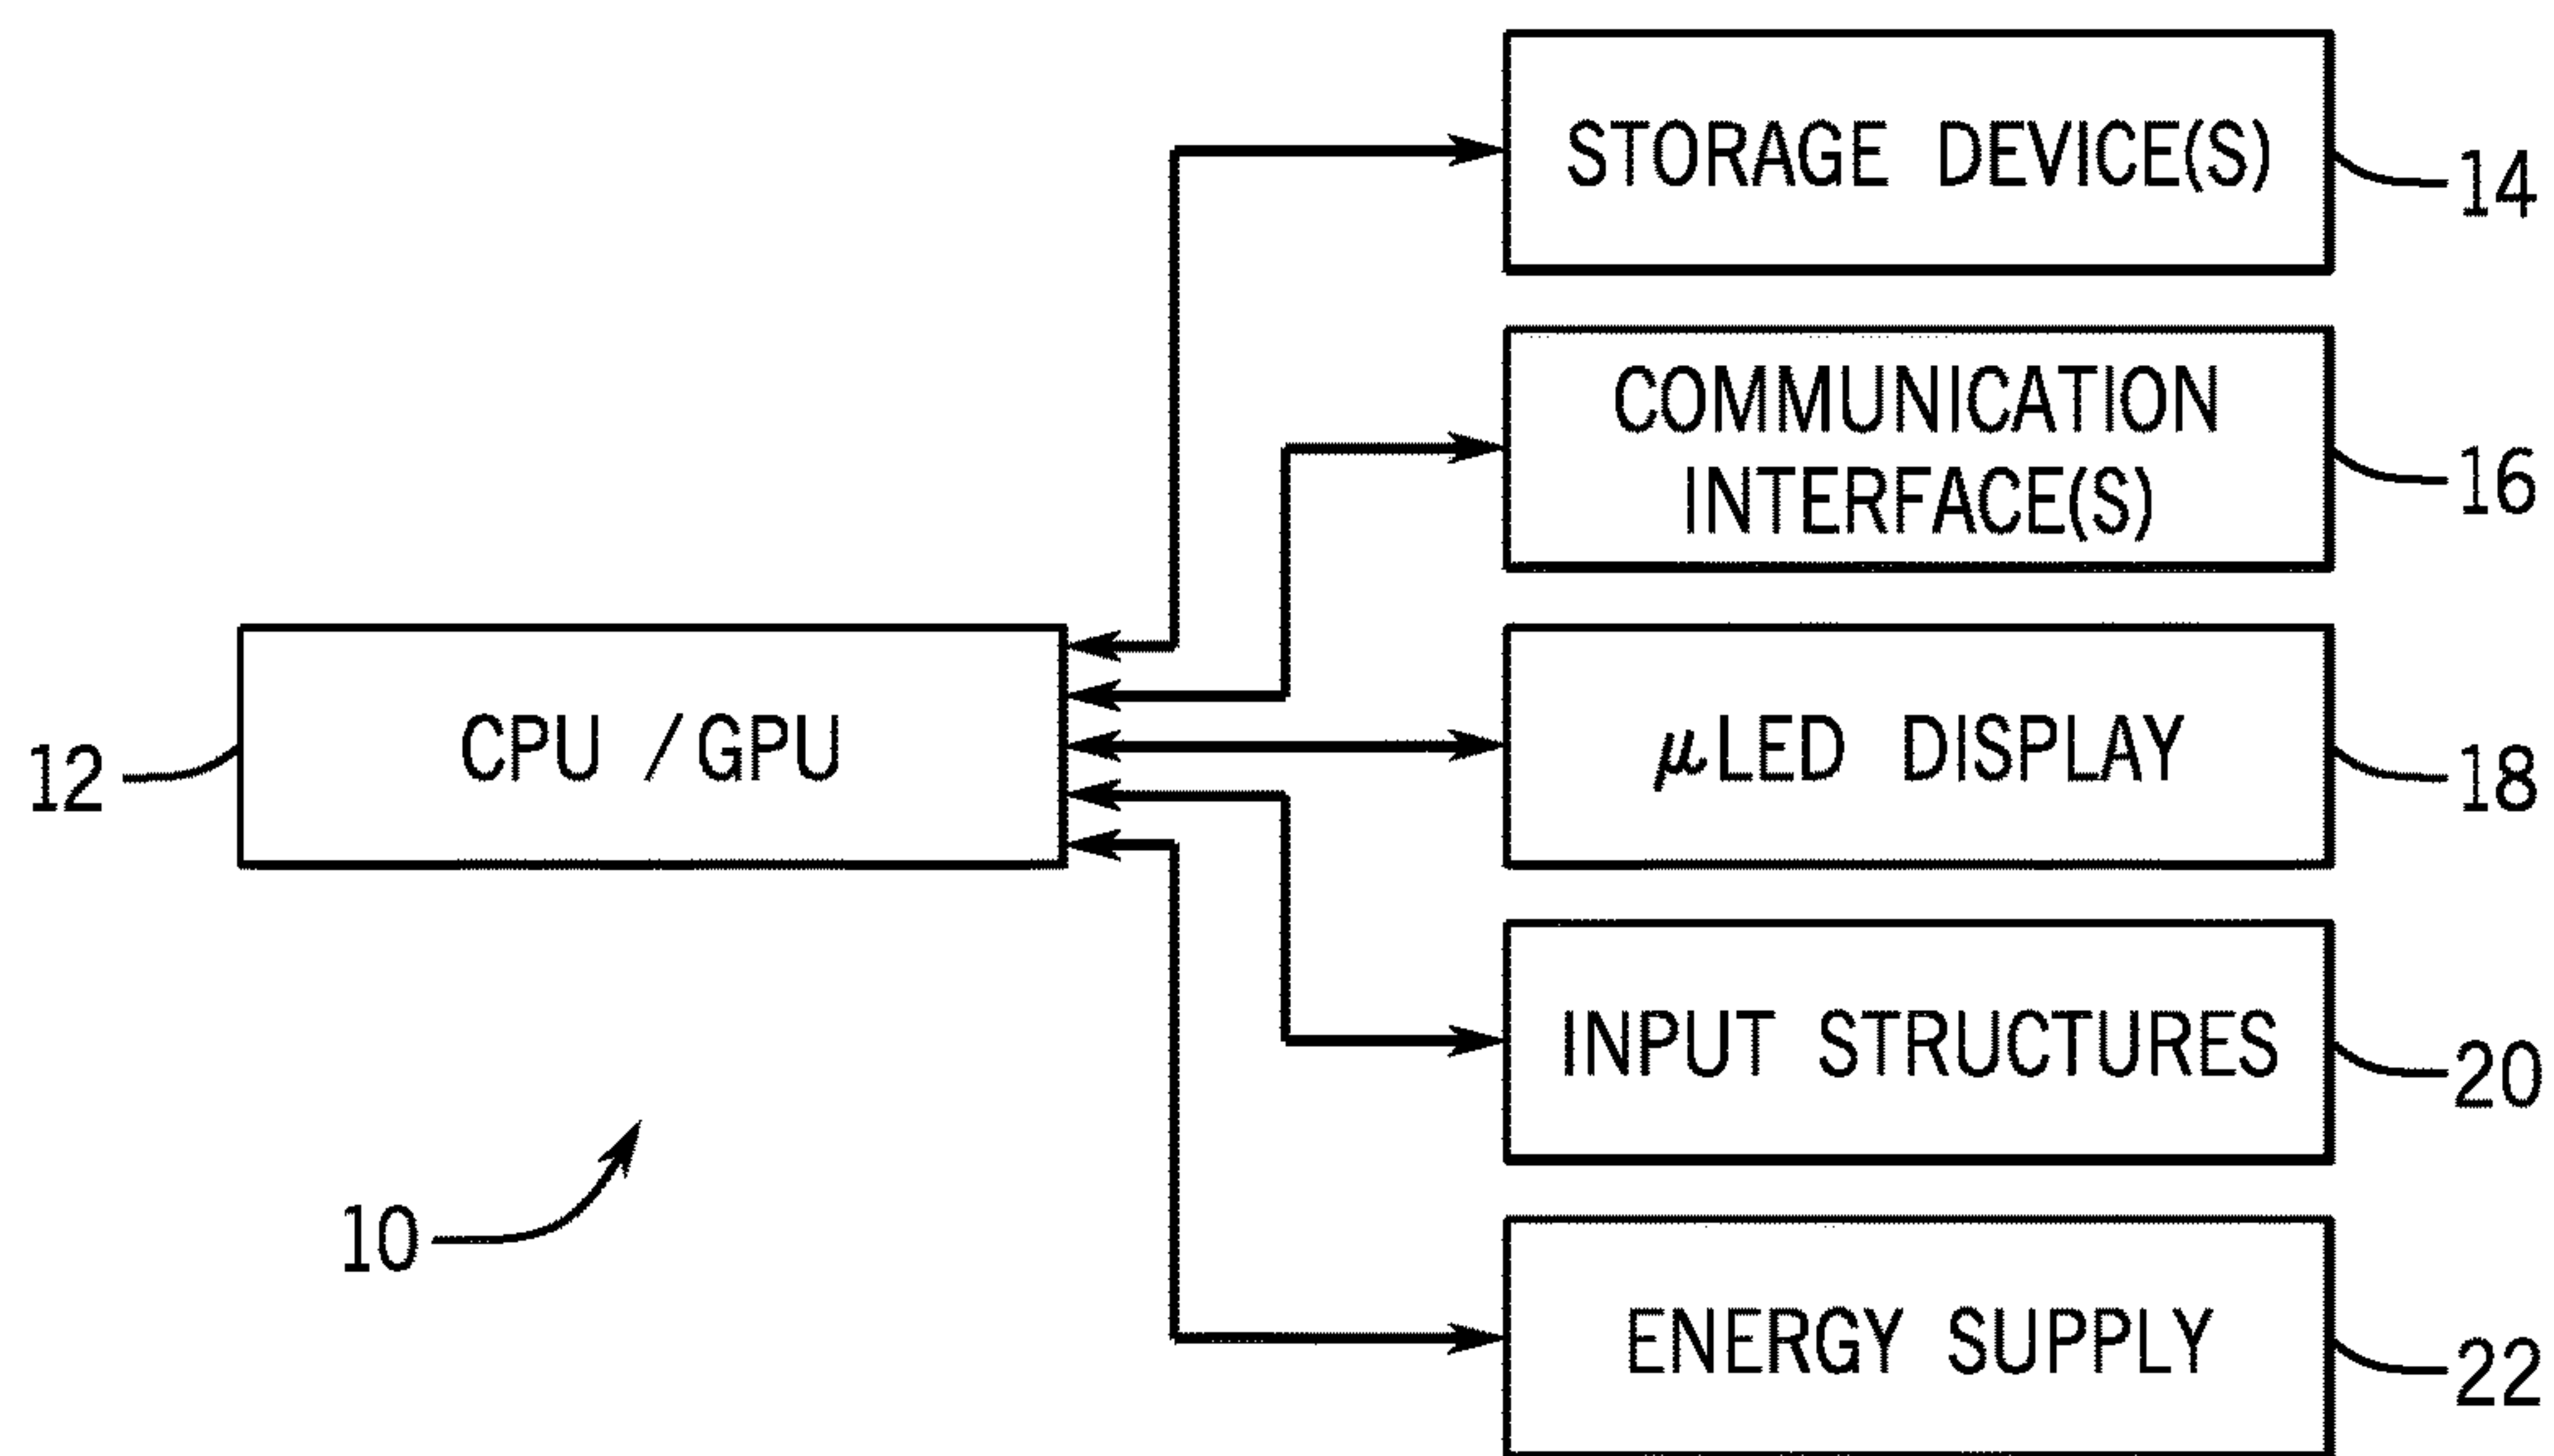 STORAGE DEVICE(S)
14
COMMUNICATION
INTERFACE(S)
16
12
CPU /GPU
μLED DISPLAY
18
INPUT STRUCTURES
20
10
ENERGY SUPPLY
22